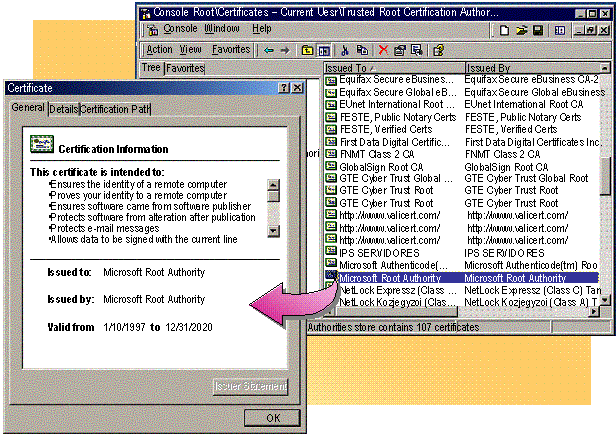 Console Root\Certificates – Current Uesr\Trusted Root Certification Author...
Console Window Help
Action View Favorites
Tree Favorites
Issued To Issued By
Equifax Secure eBusiness... Equifax Secure eBusiness CA-2
Equifax Secure Global eB... Equifax Secure Global eBusines
EUnet International Root ... EUnet International Root CA
FESTE, Public Notary Certs FESTE, Public Notary Certs
FESTE, Verified Certs FESTE, Verified Certs
First Data Digital Certific... First Data Digital Certificates Inc.
FNMT Class 2 CA FNMT Class 2 CA
GlobalSign Root CA GlobalSign Root CA
GTE Cyber Trust Global ... GTE Cyber Trust Global Root
GTE Cyber Trust Root GTE Cyber Trust Root
GTE Cyber Trust Root GTE Cyber Trust Root
http://www.valicert.com/ http://www.valicert.com/
http://www.valicert.com/ http://www.valicert.com/
http://www.valicert.com/ http://www.valicert.com/
IPS SERVIDORES IPS SERVIDORES
Microsoft Authenticode(... Microsoft Authenticode(tm) Roo
Microsoft Root Authority Microsoft Root Authority
NetLock Expressz (Class ... NetLock Expressz (Class C) Tan
NetLock Kozjegyzoi (Clas... NetLock Kozjegyzoi (Class A) T
Authorities store contains 107 certificates
Certificate
General Details Certification Path
Certification Information
This certificate is intended to:
•Ensures the identity of a remote computer
•Proves your identity to a remote computer
•Ensures software came from software publisher
•Protects software from alteration after publication
•Protects e-mail messages
•Allows data to be signed with the current line
Issued to: Microsoft Root Authority
Issued by: Microsoft Root Authority
Valid from 1/10/1997 to 12/31/2020
Issuer Statement
OK